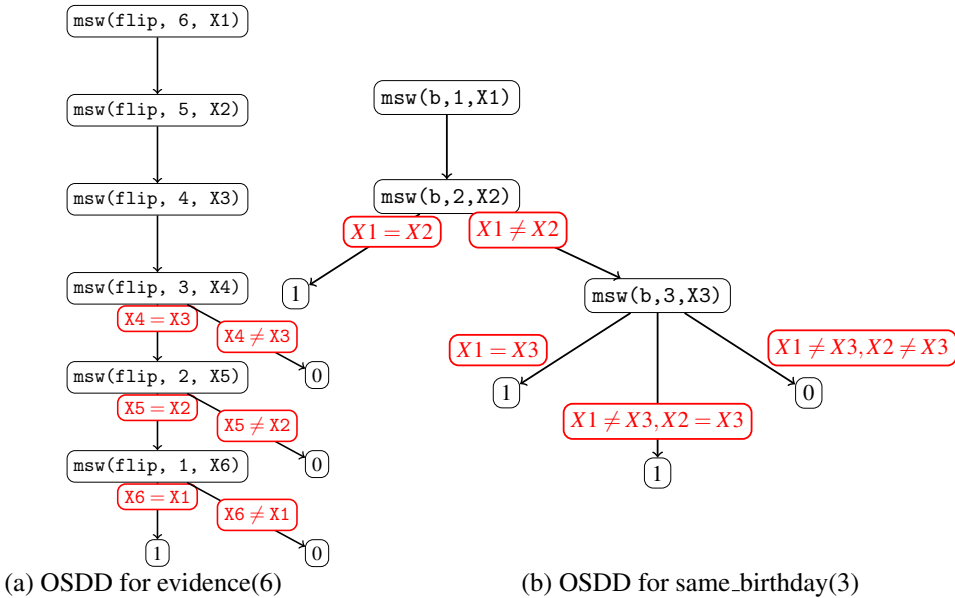 msw(flip, 6, X1)
msw(flip, 5, X2)
msw(flip, 4, X3)
msw(flip, 3, X4)
X4 = X3
X4 ≠ X3
0
msw(flip, 2, X5)
X5 = X2
X5 ≠ X2
0
msw(flip, 1, X6)
X6 = X1
X6 ≠ X1
1
0
(a) OSDD for evidence(6)
msw(b,1,X1)
msw(b,2,X2)
X1 = X2
X1 ≠ X2
1
msw(b,3,X3)
X1 = X3
X1 ≠ X3,X2 ≠ X3
1
0
X1 ≠ X3,X2 = X3
1
(b) OSDD for same_birthday(3)